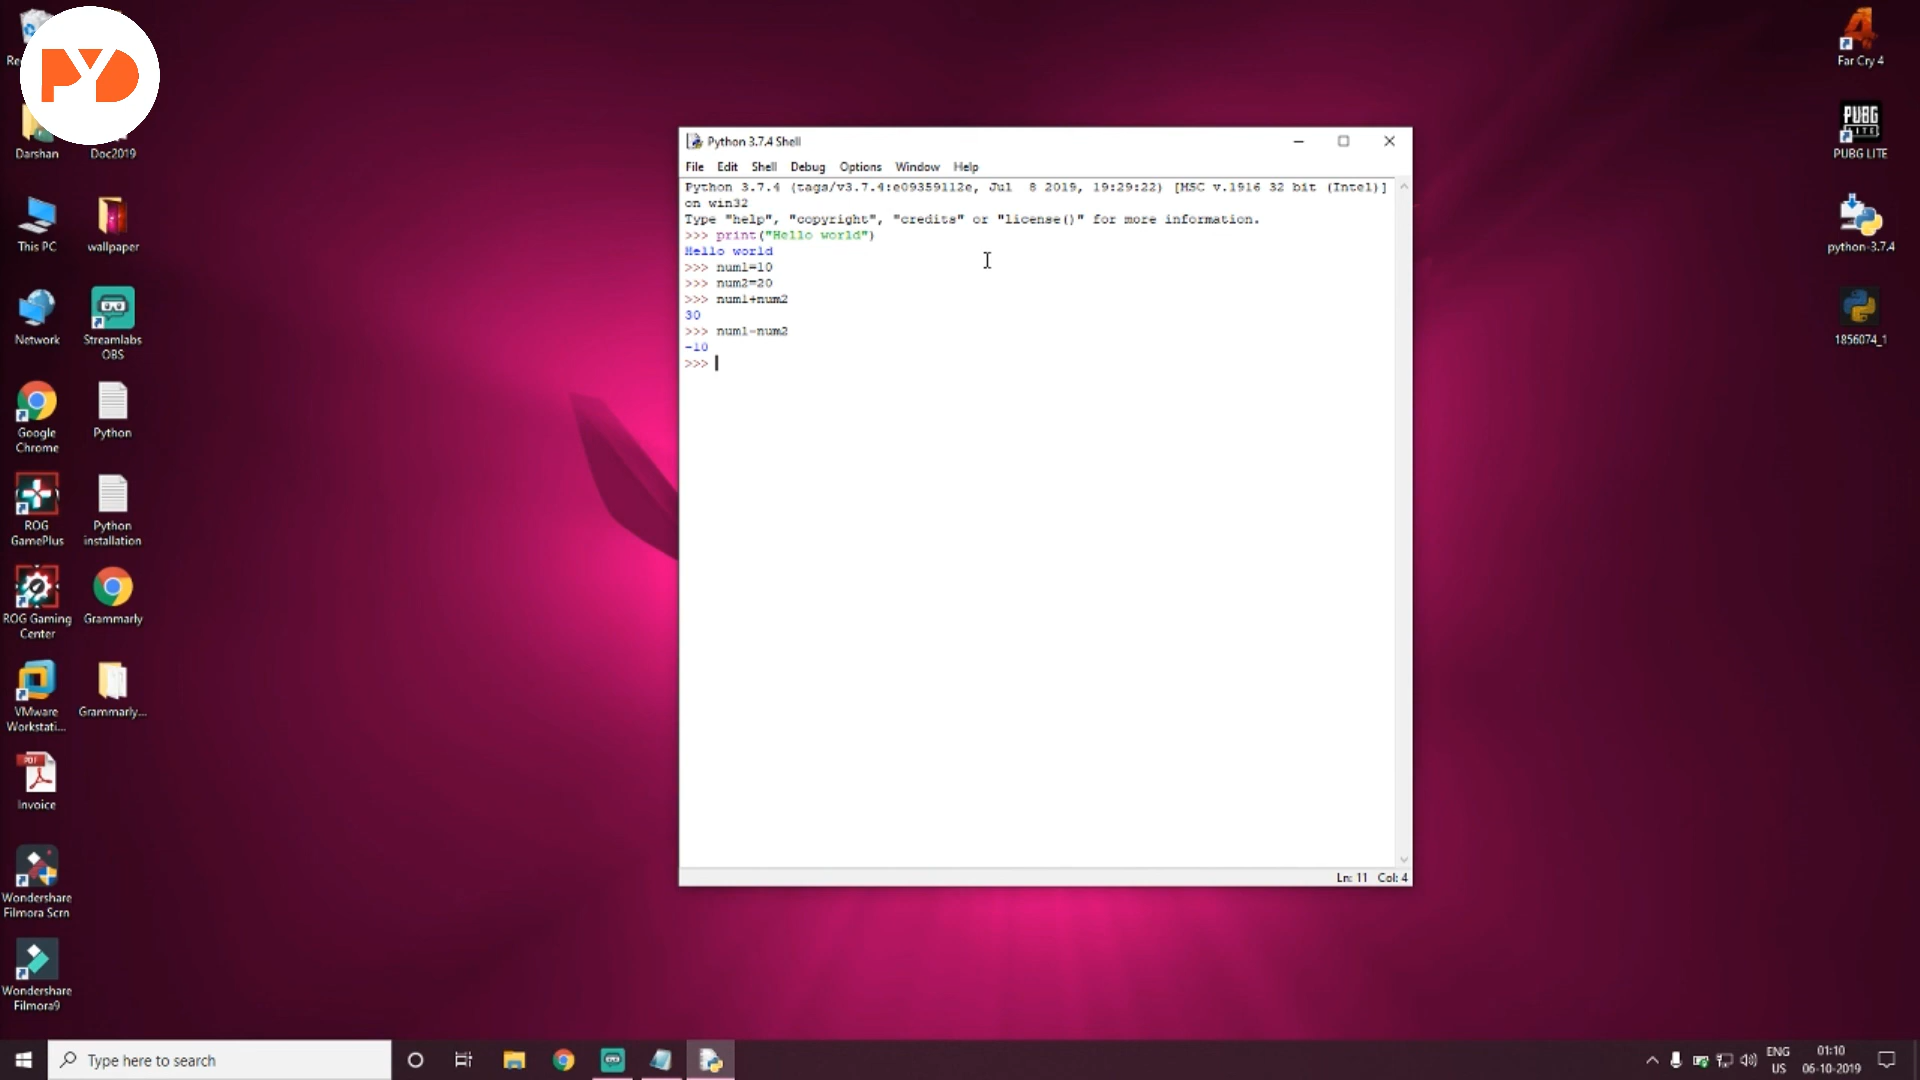 PYD
Darshan
Doc2019
This PC
wallpaper
Network
Streamlabs
OBS
Google
Chrome
Python
ROG
GamePlus
Python
installation
ROG Gaming
Center
Grammarly
VMware
Workstati...
Grammarly...
Invoice
Wondershare
Filmora Scrn
Wondershare
Filmora9
Python 3.7.4 Shell
File Edit Shell Debug Options Window Help
Python 3.7.4 (tags/v3.7.4:e09359112e, Jul  8 2019, 19:29:22) [MSC v.1916 32 bit (Intel)]
on win32
Type "help", "copyright", "credits" or "license()" for more information.
>>> print("Hello world")
Hello world
>>> num1=10
>>> num2=20
>>> num1+num2
30
>>> num1-num2
-10
>>>
Ln: 11 Col: 4
Far Cry 4
PUBG
LITE
PUBG LITE
python-3.7.4
1856074_1
Type here to search
ENG
US
01:10
06-10-2019